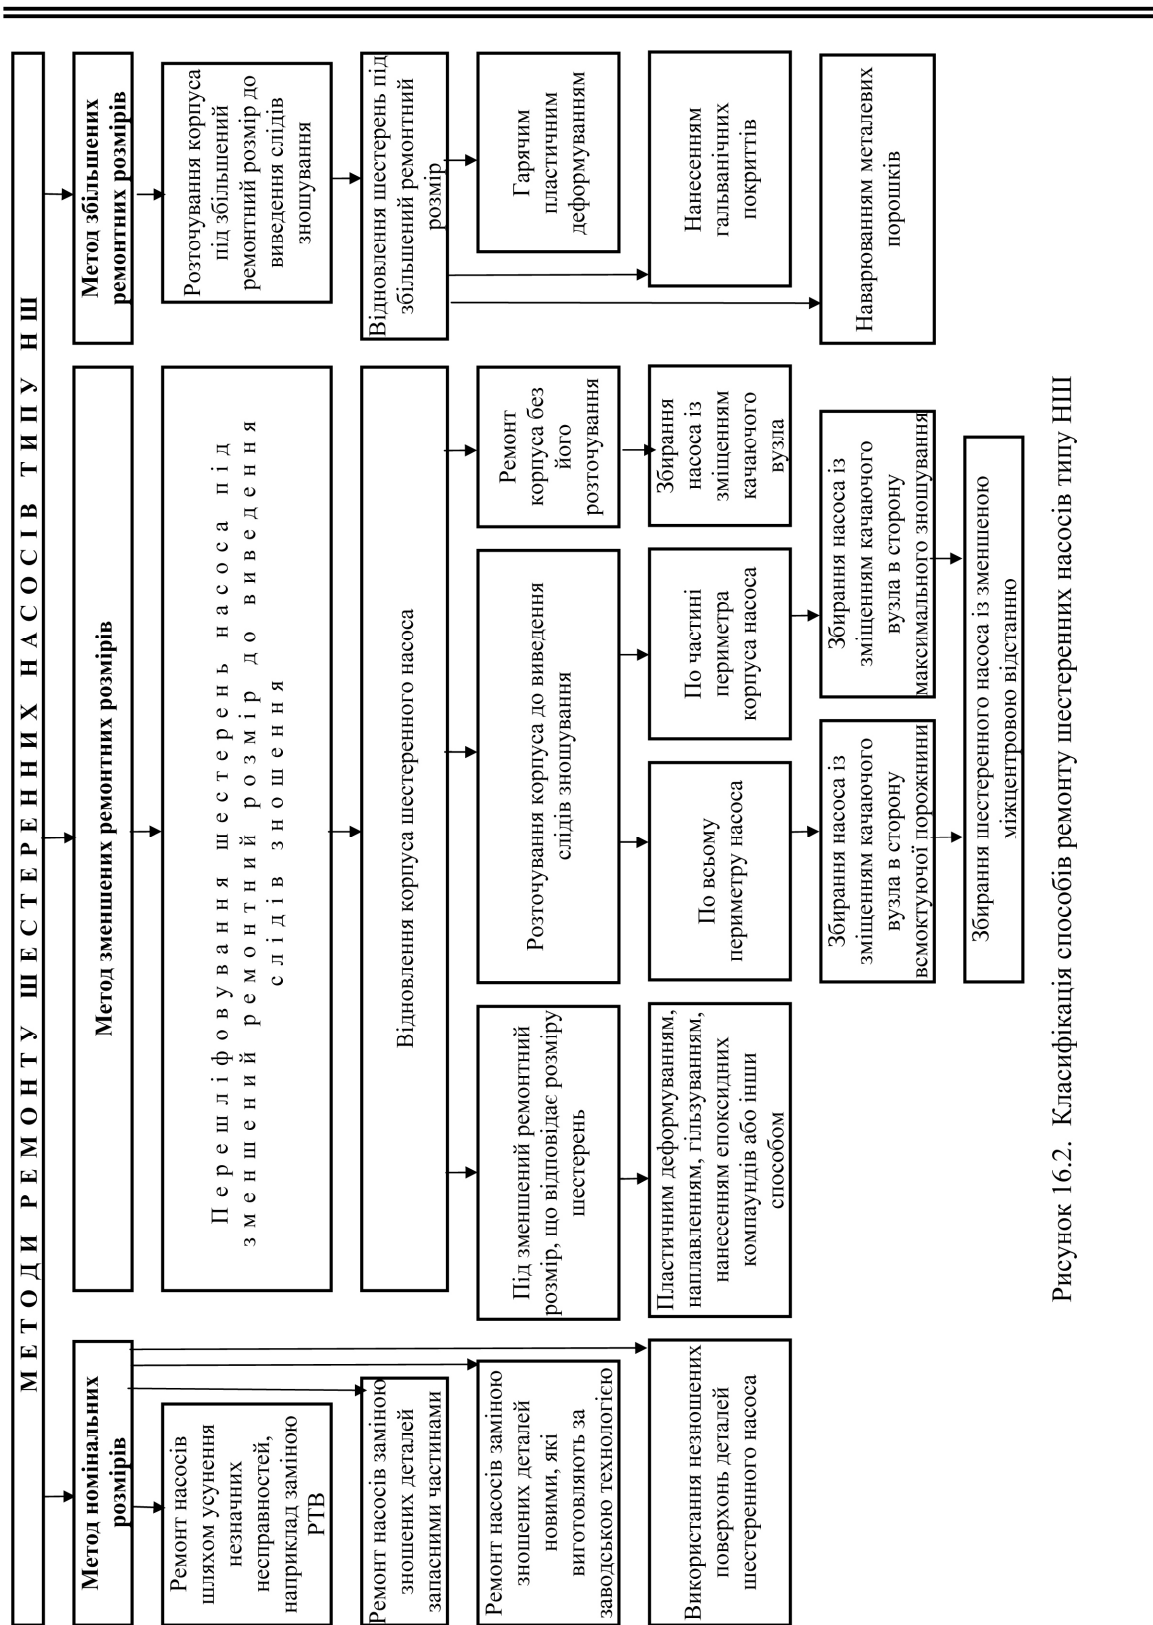 МЕТОДИ РЕМОНТУ ШЕСТЕРЕННИХ НАСОСІВ ТИПУ НШ
Метод номінальних
розмірів
Ремонт насосів
шляхом усунення
незначних
несправностей,
наприклад заміною
РТВ
Ремонт насосів заміною
зношених деталей
запасними частинами
Ремонт насосів заміною
зношених деталей
новими, які
виготовляють за
заводською технологією
Використання незношених
поверхонь деталей
шестеренного насоса
Метод зменшених ремонтних розмірів
Перешліфовування шестерень насоса під
зменшений ремонтний розмір до виведення
слідів зношення
Відновлення корпуса шестеренного насоса
Під зменшений ремонтний
розмір, що відповідає розміру
шестерень
Пластичним деформуванням,
наплавленням, гільзуванням,
нанесенням епоксидних
компаундів або інши
способом
Розточування корпуса до виведення
слідів зношування
По всьому
периметру насоса
По частині
периметра
корпуса насоса
Збирання насоса із
зміщенням качаючого
вузла в сторону
всмоктуючої порожнини
Збирання насоса із
зміщенням качаючого
вузла в сторону
максимального зношування
Збирання шестеренного насоса із зменшеною
міжцентровою відстанню
Ремонт
корпуса без
його
розточування
Збирання
насоса із
зміщенням
качаючого
вузла
Метод збільшених
ремонтних розмірів
Розточування корпуса
під збільшений
ремонтний розмір до
виведення слідів
зношування
Відновлення шестерень під
збільшений ремонтний
розмір
Гарячим
пластичним
деформуванням
Нанесенням
гальванічних
покриттів
Наварюванням металевих
порошків
Рисунок 16.2. Класифікація способів ремонту шестеренних насосів типу НШ